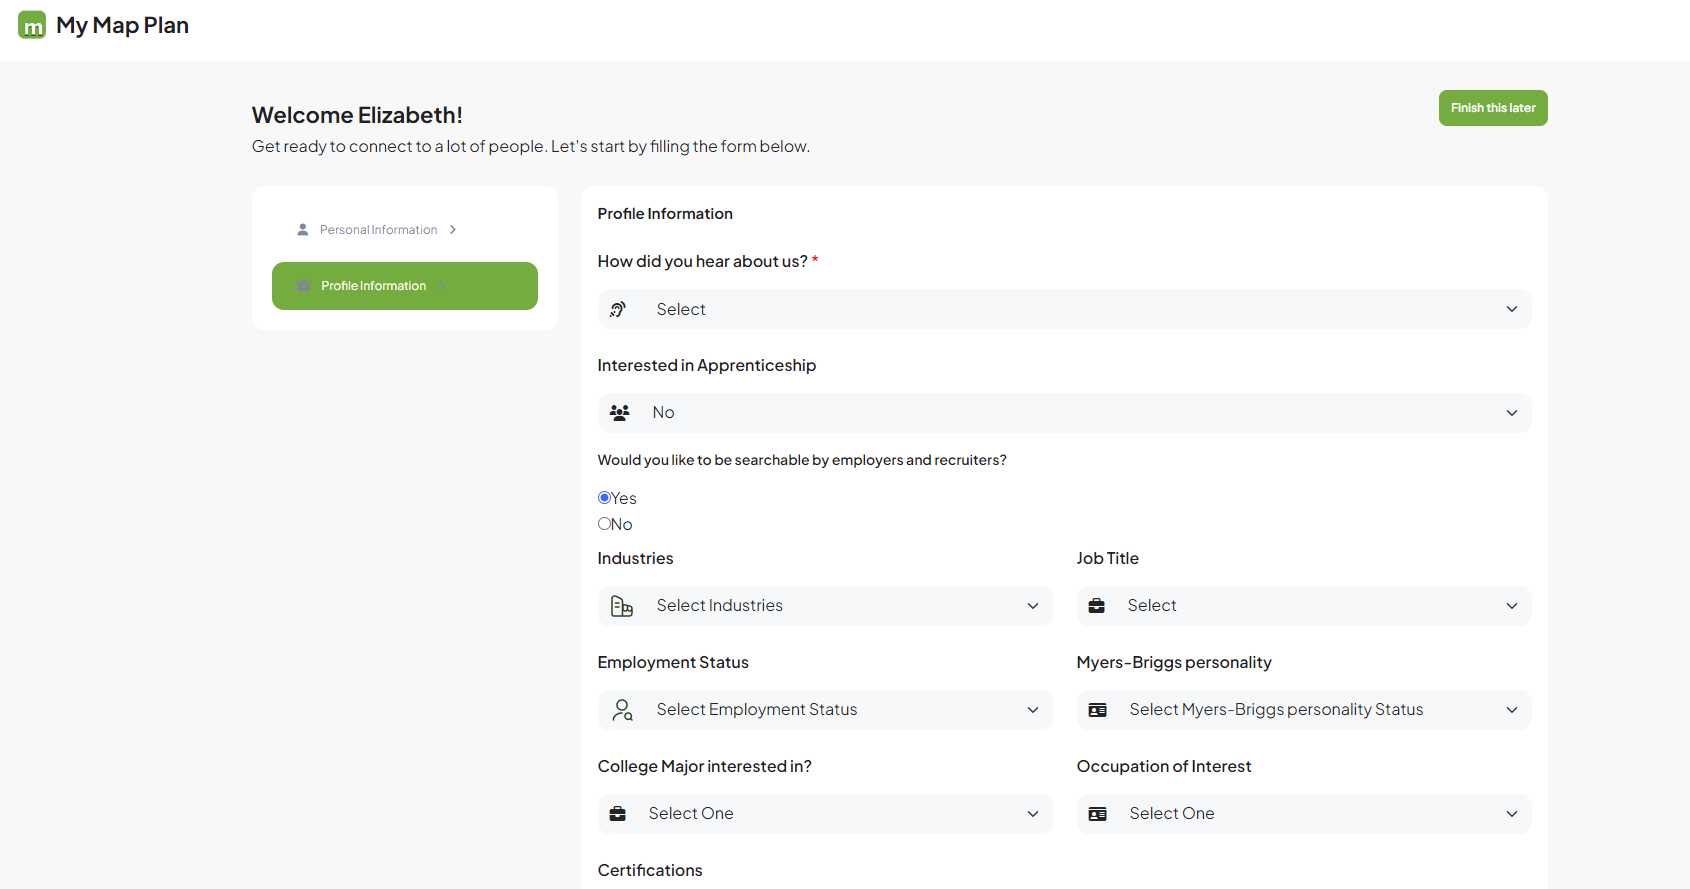 m My Map Plan
Welcome Elizabeth!
Finish this later
Get ready to connect to a lot of people. Let's start by filling the form below.
Personal Information
Profile Information
Profile Information
How did you hear about us? *
Select
Interested in Apprenticeship
No
Would you like to be searchable by employers and recruiters?
Yes
No
Industries
Job Title
Select Industries
Select
Employment Status
Myers-Briggs personality
Select Employment Status
Select Myers-Briggs personality Status
College Major interested in?
Occupation of Interest
Select One
Select One
Certifications